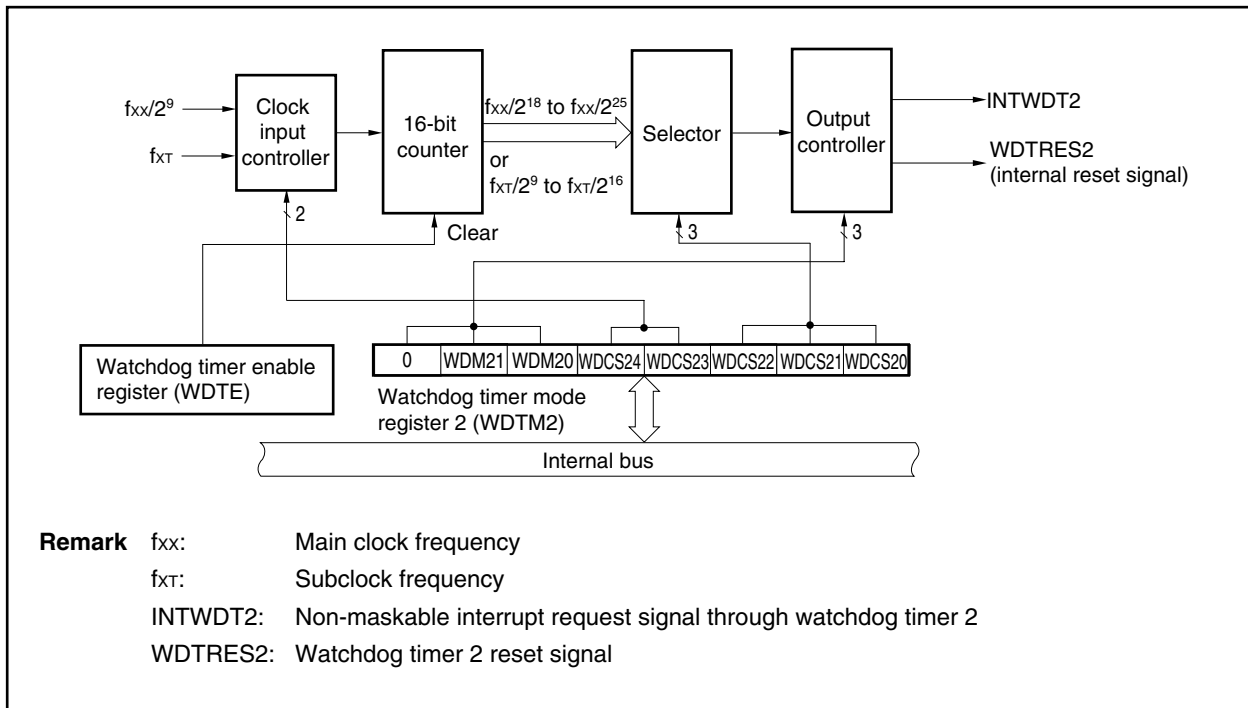 fXX/2⁹
fXT
Clock
input
controller
2
16-bit
counter
Clear
fXX/2¹⁸ to fXX/2²⁵
or
fXT/2⁹ to fXT/2¹⁶
Selector
3
Output
controller
3
INTWDT2
WDTRES2
(internal reset signal)
Watchdog timer enable
register (WDTE)
0 WDM21 WDM20 WDCS24 WDCS23 WDCS22 WDCS21 WDCS20
Watchdog timer mode
register 2 (WDTM2)
Internal bus
Remark fXX: Main clock frequency
fXT: Subclock frequency
INTWDT2: Non-maskable interrupt request signal through watchdog timer 2
WDTRES2: Watchdog timer 2 reset signal